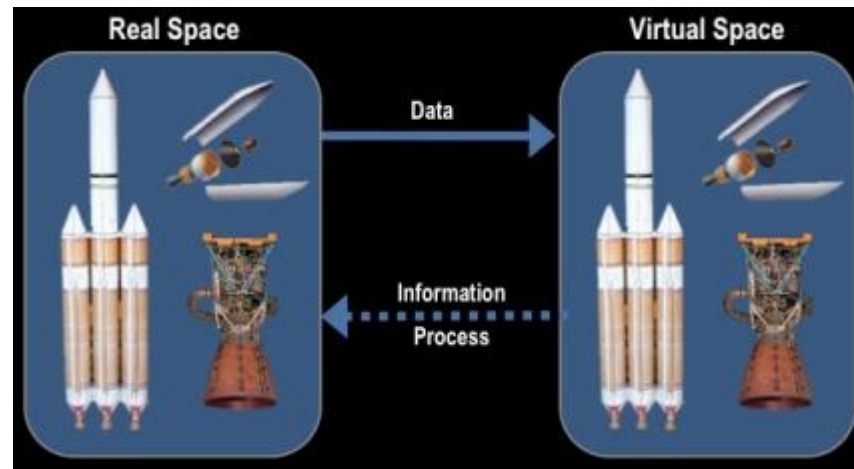 Real Space
Virtual Space
Data
Information
Process